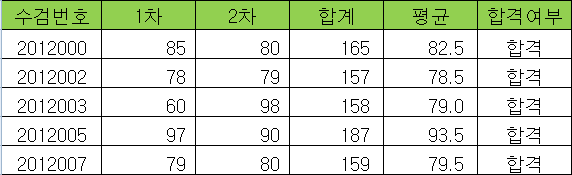 수검번호 1차 2차 합계 평균 합격여부
2012000 85 80 165 82.5 합격
2012002 78 79 157 78.5 합격
2012003 60 98 158 79.0 합격
2012005 97 90 187 93.5 합격
2012007 79 80 159 79.5 합격